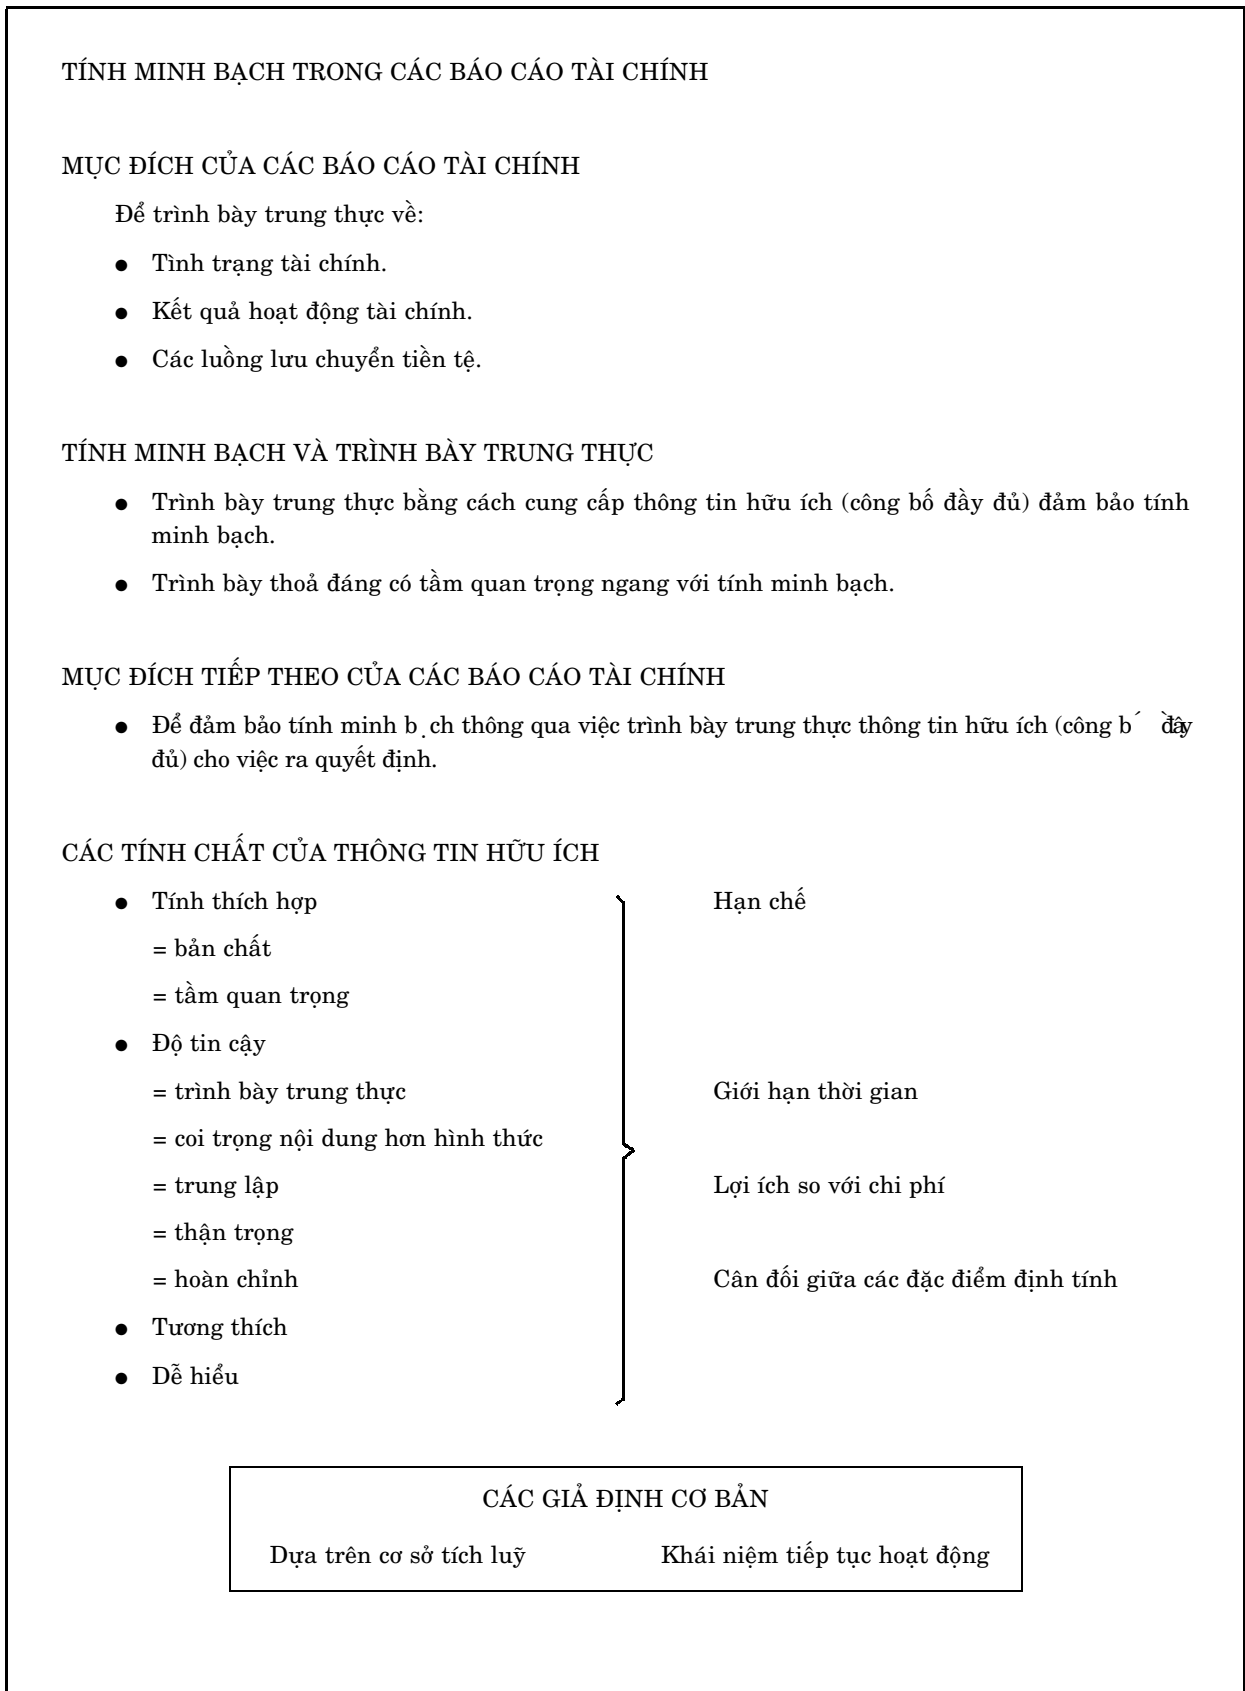 TÍNH MINH BẠCH TRONG CÁC BÁO CÁO TÀI CHÍNH
MỤC ĐÍCH CỦA CÁC BÁO CÁO TÀI CHÍNH
Để trình bày trung thực về:
● Tình trạng tài chính.
● Kết quả hoạt động tài chính.
● Các luồng lưu chuyển tiền tệ.
TÍNH MINH BẠCH VÀ TRÌNH BÀY TRUNG THỰC
● Trình bày trung thực bằng cách cung cấp thông tin hữu ích (công bố đầy đủ) đảm bảo tính
minh bạch.
● Trình bày thoả đáng có tầm quan trọng ngang với tính minh bạch.
MỤC ĐÍCH TIẾP THEO CỦA CÁC BÁO CÁO TÀI CHÍNH
● Để đảm bảo tính minh bạch thông qua việc trình bày trung thực thông tin hữu ích (công bố đầy
đủ) cho việc ra quyết định.
CÁC TÍNH CHẤT CỦA THÔNG TIN HỮU ÍCH
● Tính thích hợp Hạn chế
= bản chất
= tầm quan trọng
● Độ tin cậy
= trình bày trung thực Giới hạn thời gian
= coi trọng nội dung hơn hình thức
= trung lập Lợi ích so với chi phí
= thận trọng
= hoàn chỉnh Cân đối giữa các đặc điểm định tính
● Tương thích
● Dễ hiểu
CÁC GIẢ ĐỊNH CƠ BẢN
Dựa trên cơ sở tích luỹ Khái niệm tiếp tục hoạt động